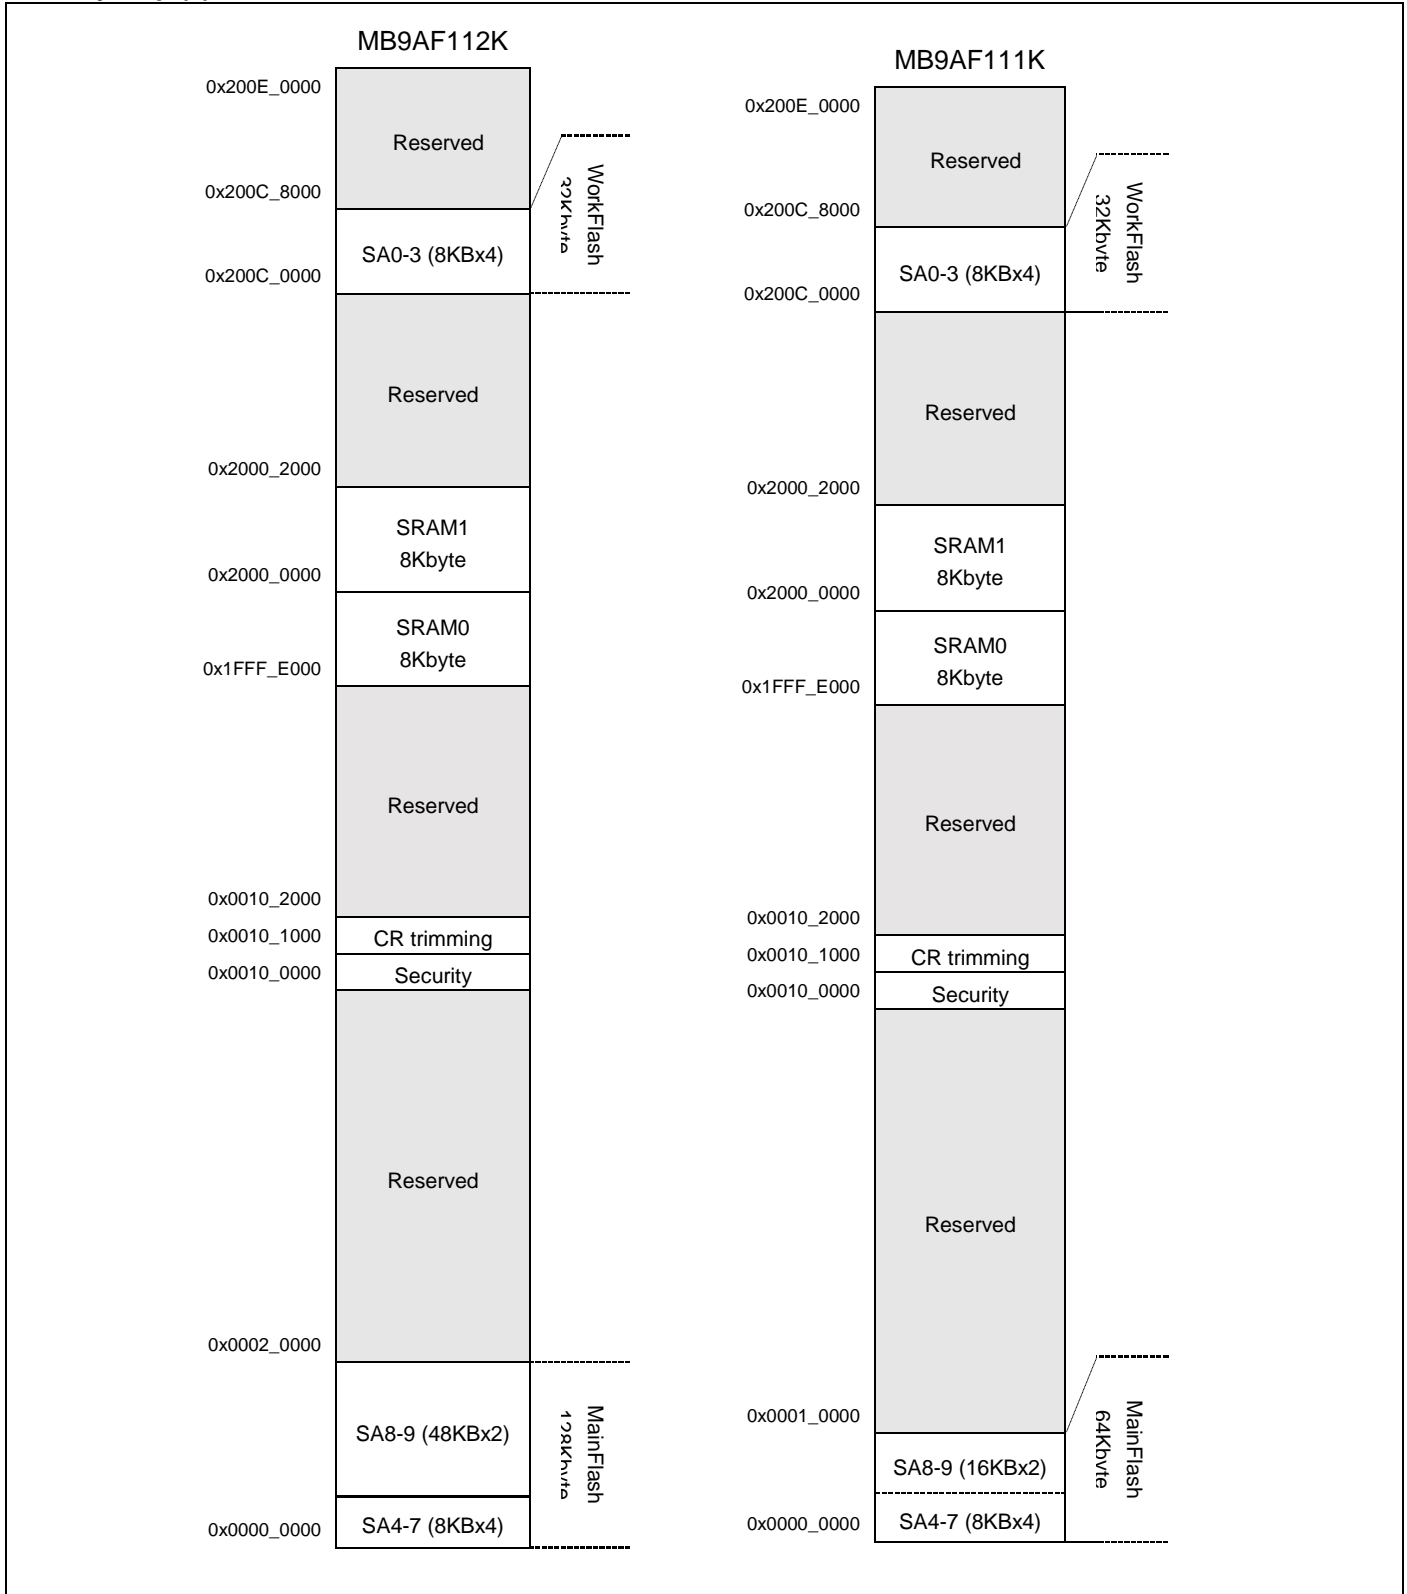 MB9AF112K
0x200E_0000
Reserved
0x200C_8000
WorkFlash
32Kbyte
SA0-3 (8KBx4)
0x200C_0000
Reserved
0x2000_2000
SRAM1
8Kbyte
0x2000_0000
SRAM0
8Kbyte
0x1FFF_E000
Reserved
0x0010_2000
0x0010_1000
CR trimming
0x0010_0000
Security
Reserved
0x0002_0000
SA8-9 (48KBx2)
MainFlash
128Kbyte
0x0000_0000
SA4-7 (8KBx4)
MB9AF111K
0x200E_0000
Reserved
0x200C_8000
WorkFlash
32Kbyte
SA0-3 (8KBx4)
0x200C_0000
Reserved
0x2000_2000
SRAM1
8Kbyte
0x2000_0000
SRAM0
8Kbyte
0x1FFF_E000
Reserved
0x0010_2000
0x0010_1000
CR trimming
0x0010_0000
Security
Reserved
0x0001_0000
MainFlash
64Kbyte
SA8-9 (16KBx2)
0x0000_0000
SA4-7 (8KBx4)